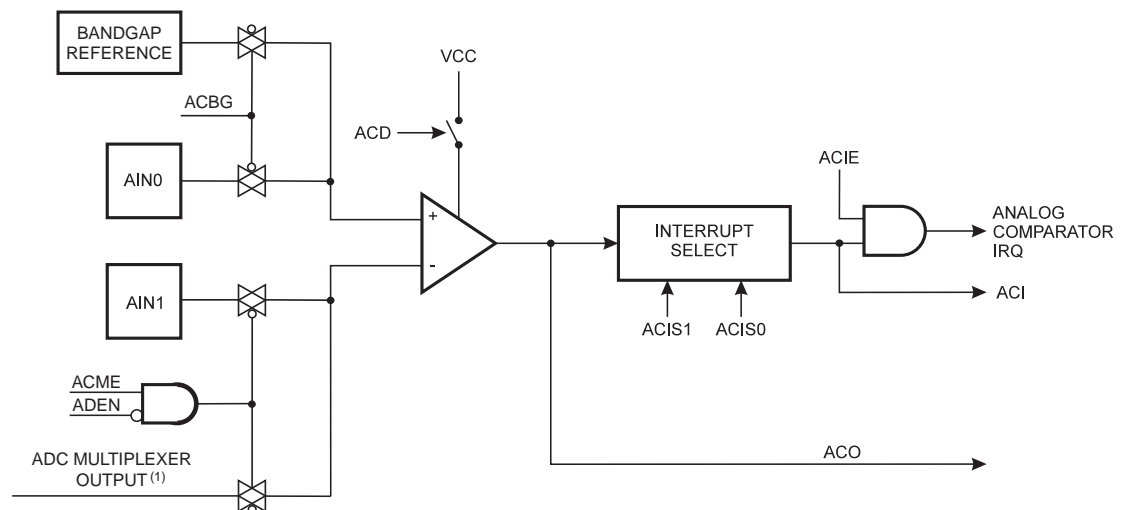 BANDGAP
REFERENCE
VCC
ACBG
ACD
AIN0
ACIE
+
INTERRUPT
SELECT
ANALOG
COMPARATOR
IRQ
-
AIN1
ACI
ACIS1 ACIS0
ACME
ADEN
ADC MULTIPLEXER
OUTPUT (1)
ACO